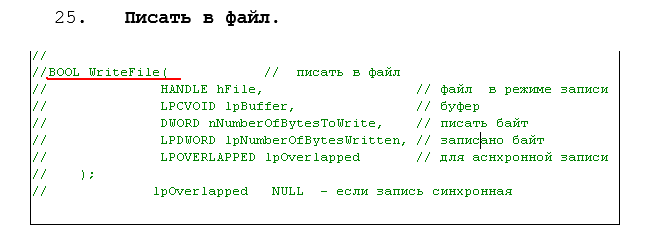 25. Писать в файл.
//
//BOOL WriteFile( // писать в файл
// HANDLE hFile, // файл в режиме записи
// LPCVOID lpBuffer, // буфер
// DWORD nNumberOfBytesToWrite, // писать байт
// LPDWORD lpNumberOfBytesWritten, // записано байт
// LPOVERLAPPED lpOverlapped // для аснхронной записи
// );
// lpOverlapped NULL - если запись синхронная